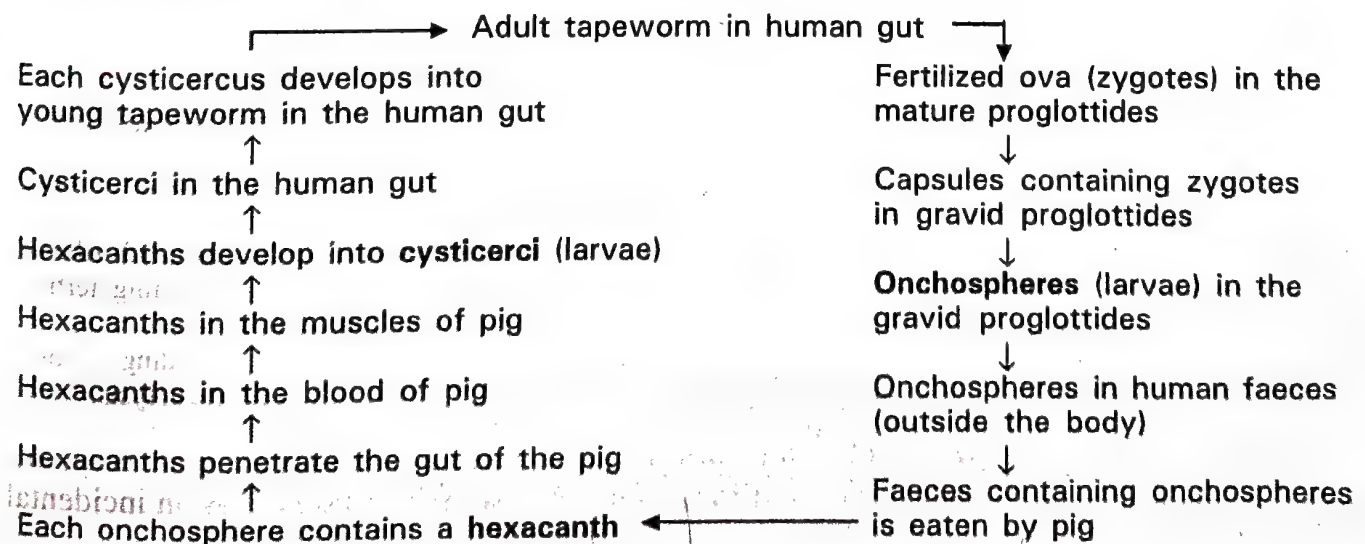 Adult tapeworm in human gut
Each cysticercus develops into
young tapeworm in the human gut
Cysticerci in the human gut
Hexacanths develop into cysticerci (larvae)
Hexacanths in the muscles of pig
Hexacanths in the blood of pig
Hexacanths penetrate the gut of the pig
Each onchosphere contains a hexacanth
Fertilized ova (zygotes) in the
mature proglottides
Capsules containing zygotes
in gravid proglottides
Onchospheres (larvae) in the
gravid proglottides
Onchospheres in human faeces
(outside the body)
Faeces containing onchospheres
is eaten by pig